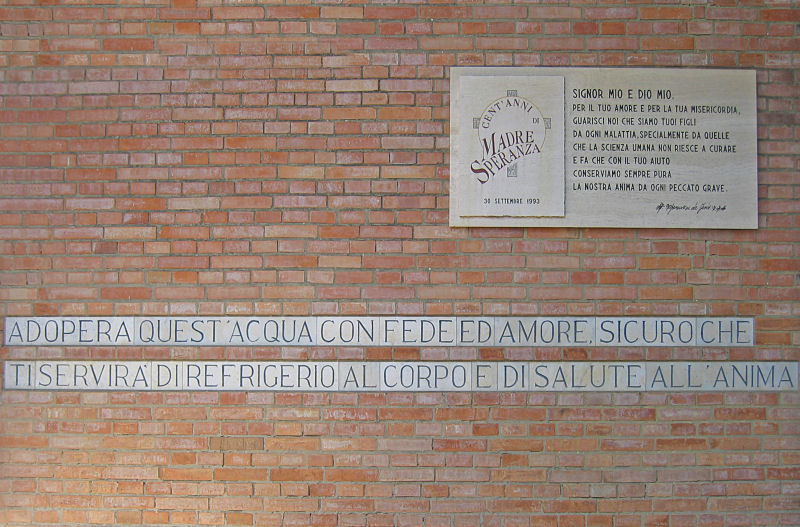 CENT'ANNI
DI
MADRE
SPERANZA
30 SETTEMBRE 1993
SIGNOR MIO E DIO MIO.
PER IL TUO AMORE E PER LA TUA MISERICORDIA,
GUARISCI NOI CHE SIAMO TUOI FIGLI
DA OGNI MALATTIA, SPECIALMENTE DA QUELLE
CHE LA SCIENZA UMANA NON RIESCE A CURARE
E FA CHE CON IL TUO AIUTO
CONSERVIAMO SEMPRE PURA
LA NOSTRA ANIMA DA OGNI PECCATO GRAVE.
ADOPERA QUEST'ACQUA CON FEDE ED AMORE, SICURO CHE
TI SERVIRÀ DI REFRIGERIO AL CORPO E DI SALUTE ALL'ANIMA